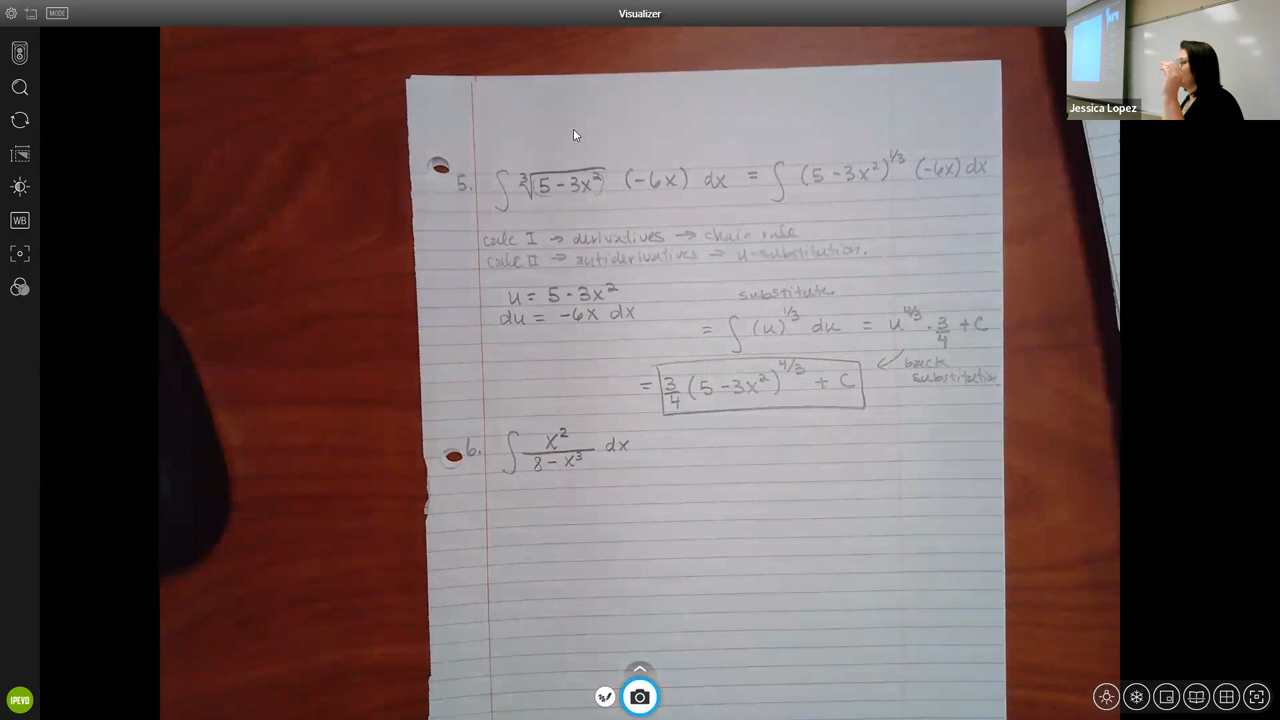 MODE
Visualizer
Jessica Lopez
WB
IPEVO
5. ∫ ∛(5 - 3x²) (-6x) dx = ∫ (5 - 3x²)^1/3 (-6x) dx
calc I → derivatives → chain rule
calc II → antiderivatives → u-substitution.
u = 5 - 3x²
du = -6x dx
substitute
= ∫ (u)^1/3 du = u^4/3 · 3/4 + C
back
substitution
= 3/4 (5 - 3x²)^4/3 + C
6. ∫ x²/(8 - x³) dx